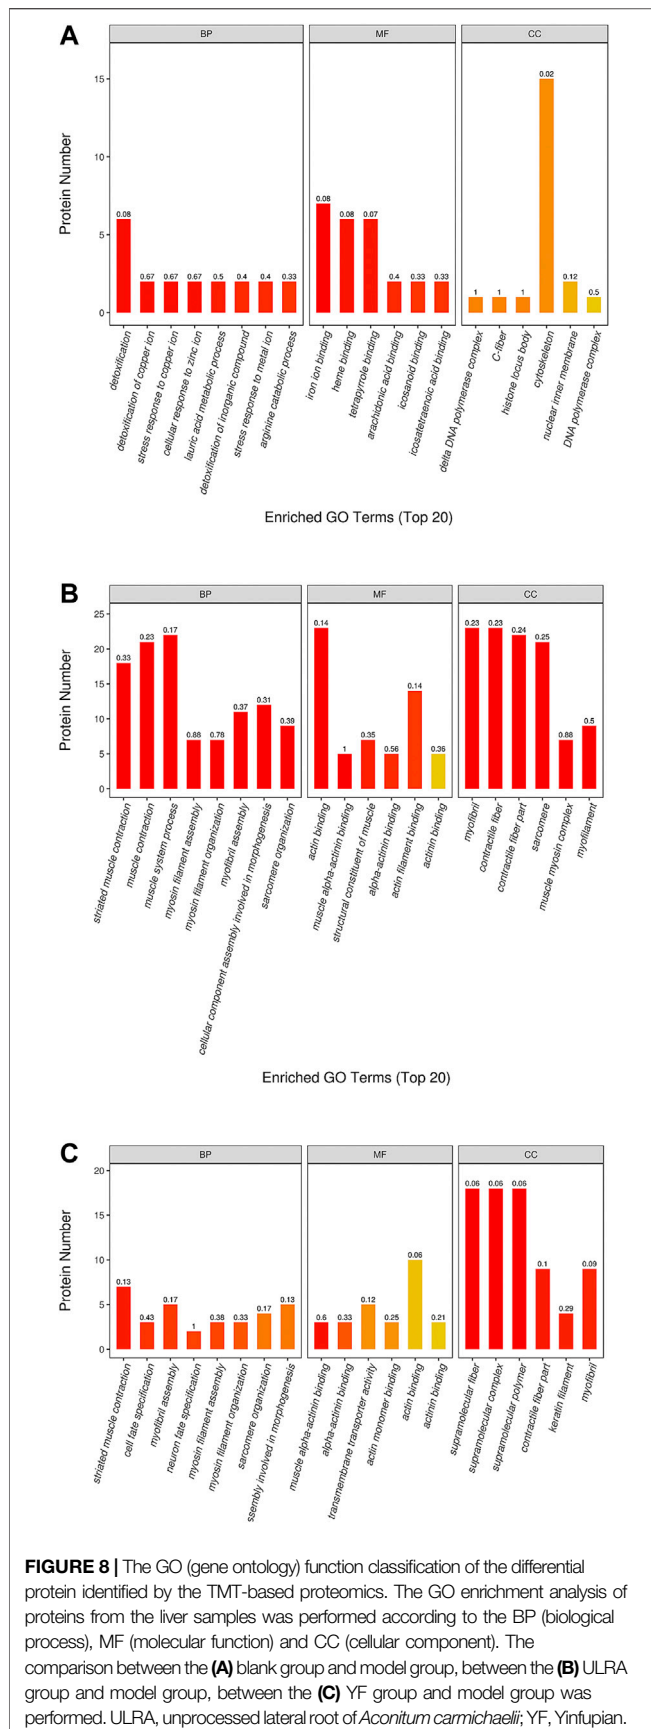 A
BP
MF
CC
Protein Number
15
10
5
0
0.08
0.67
0.67
0.67
0.5
0.4
0.4
0.33
0.08
0.08
0.07
0.4
0.33
0.33
1
1
1
0.02
0.12
0.5
detoxification
detoxification of copper ion
stress response to copper ion
cellular response to zinc ion
lauric acid metabolic process
detoxification of inorganic compound
stress response to metal ion
arginine catabolic process
iron ion binding
heme binding
tetrapyrrole binding
arachidonic acid binding
icosanoid binding
icosatetraenoic acid binding
delta DNA polymerase complex
C-fiber
histone locus body
cytoskeleton
nuclear inner membrane
DNA polymerase complex
Enriched GO Terms (Top 20)
B
BP
MF
CC
Protein Number
25
20
15
10
5
0
0.33
0.23
0.17
0.88
0.78
0.37
0.31
0.39
0.14
1
0.35
0.56
0.14
0.36
0.23
0.23
0.24
0.25
0.88
0.5
striated muscle contraction
muscle contraction
muscle system process
myosin filament assembly
myosin filament organization
myofibril assembly
cellular component assembly involved in morphogenesis
sarcomere organization
actin binding
muscle alpha-actinin binding
structural constituent of muscle
alpha-actinin binding
actin filament binding
actinin binding
myofibril
contractile fiber
contractile fiber part
sarcomere
muscle myosin complex
myofilament
Enriched GO Terms (Top 20)
C
BP
MF
CC
Protein Number
20
15
10
5
0
0.13
0.43
0.17
1
0.38
0.33
0.17
0.13
0.6
0.33
0.12
0.25
0.06
0.21
0.06
0.06
0.06
0.1
0.29
0.09
striated muscle contraction
cell fate specification
myofibril assembly
neuron fate specification
myosin filament assembly
myosin filament organization
sarcomere organization
ssembly involved in morphogenesis
muscle alpha-actinin binding
alpha-actinin binding
transmembrane transporter activity
actin monomer binding
actin binding
actinin binding
supramolecular fiber
supramolecular complex
supramolecular polymer
contractile fiber part
keratin filament
myofibril
FIGURE 8 | The GO (gene ontology) function classification of the differential
protein identified by the TMT-based proteomics. The GO enrichment analysis of
proteins from the liver samples was performed according to the BP (biological
process), MF (molecular function) and CC (cellular component). The
comparison between the (A) blank group and model group, between the (B) ULRA
group and model group, between the (C) YF group and model group was
performed. ULRA, unprocessed lateral root of Aconitum carmichaelii; YF, Yinfupian.